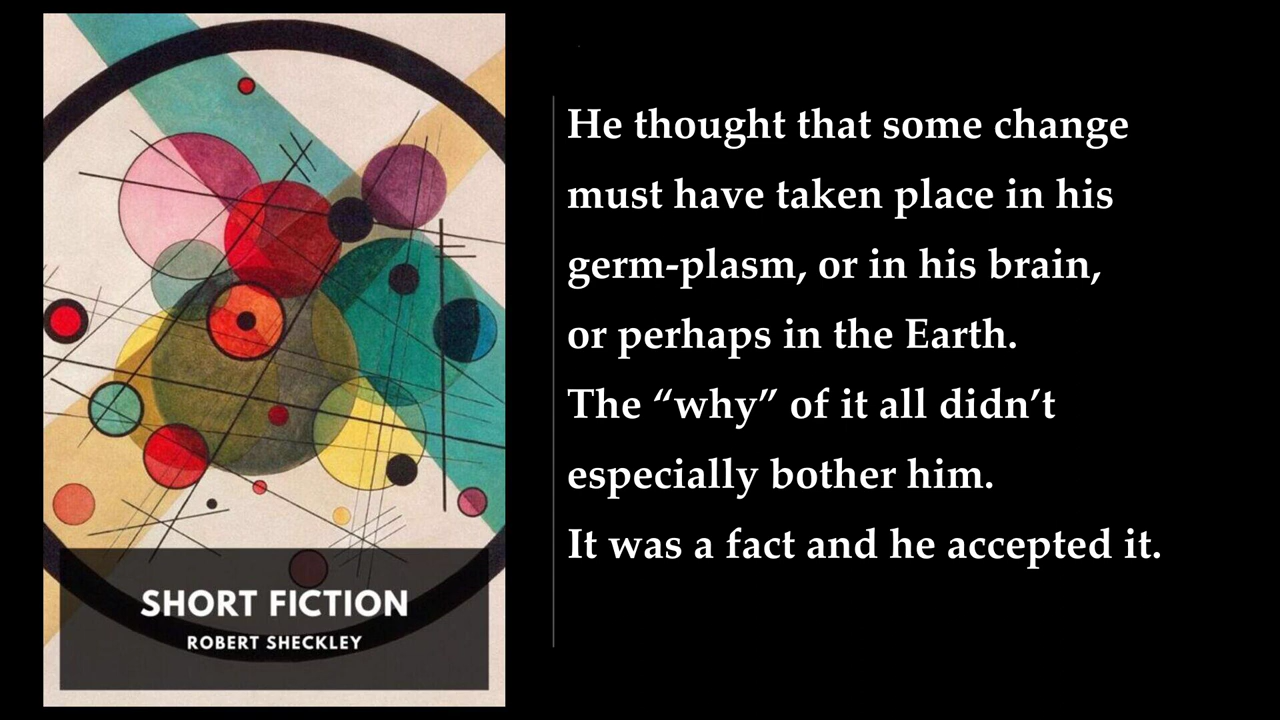 SHORT FICTION
ROBERT SHECKLEY
He thought that some change
must have taken place in his
germ-plasm, or in his brain,
or perhaps in the Earth.
The “why” of it all didn’t
especially bother him.
It was a fact and he accepted it.